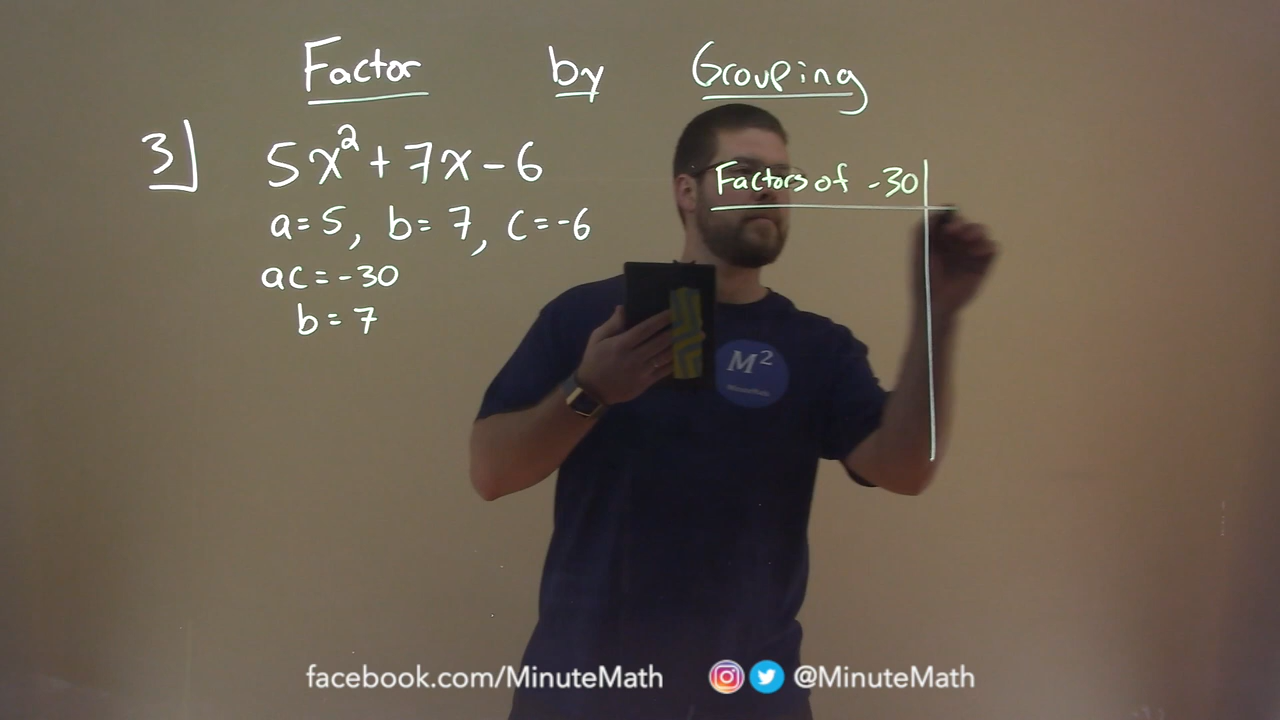 Factor by Grouping
3] 5x² + 7x - 6
a = 5, b = 7, c = -6
ac = -30
b = 7
Factors of -30
M²
MinuteMath
facebook.com/MinuteMath @MinuteMath